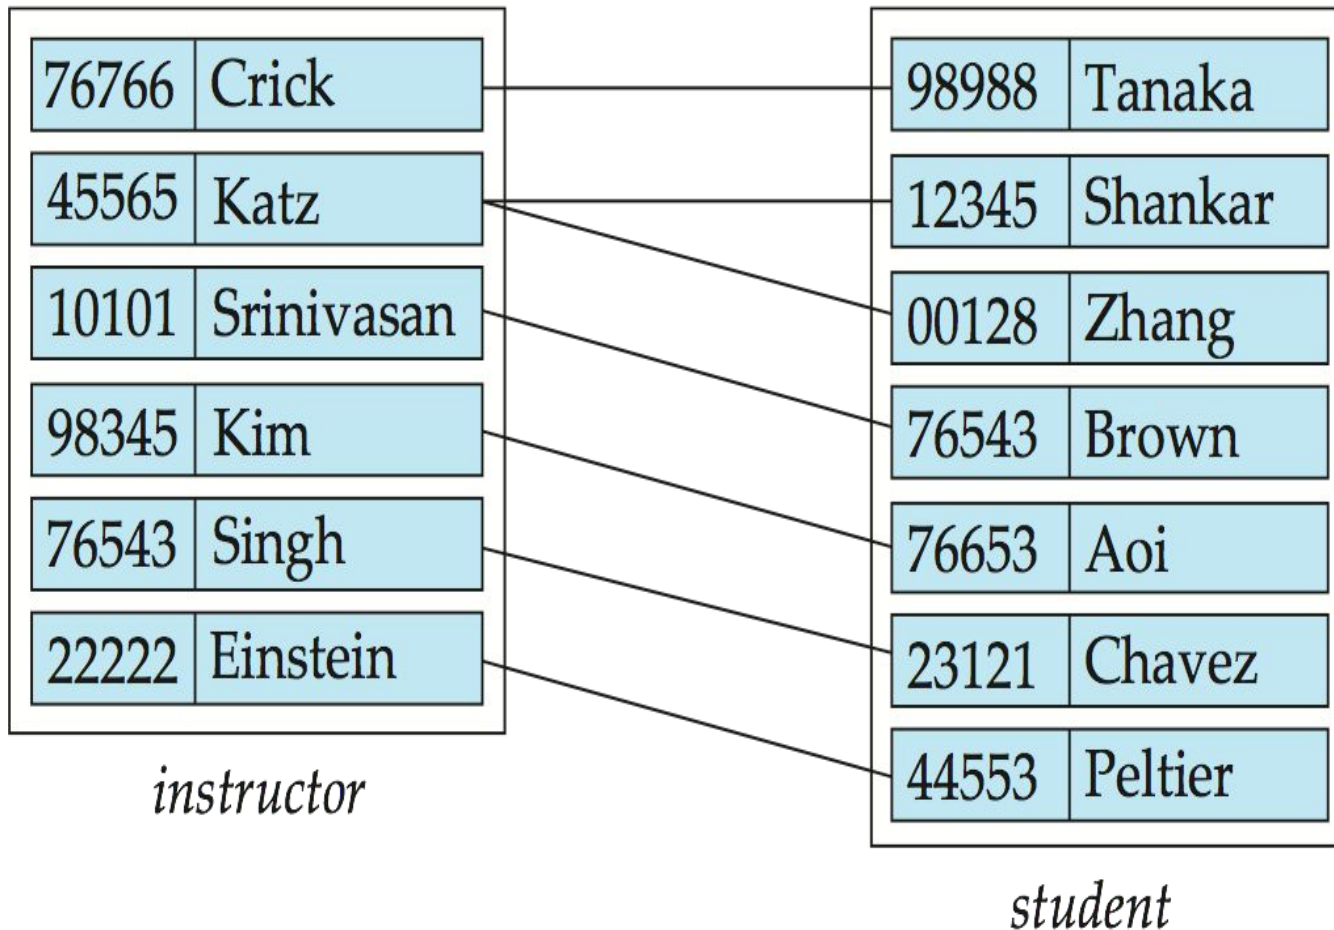 76766 Crick
45565 Katz
10101 Srinivasan
98345 Kim
76543 Singh
22222 Einstein
instructor
98988 Tanaka
12345 Shankar
00128 Zhang
76543 Brown
76653 Aoi
23121 Chavez
44553 Peltier
student